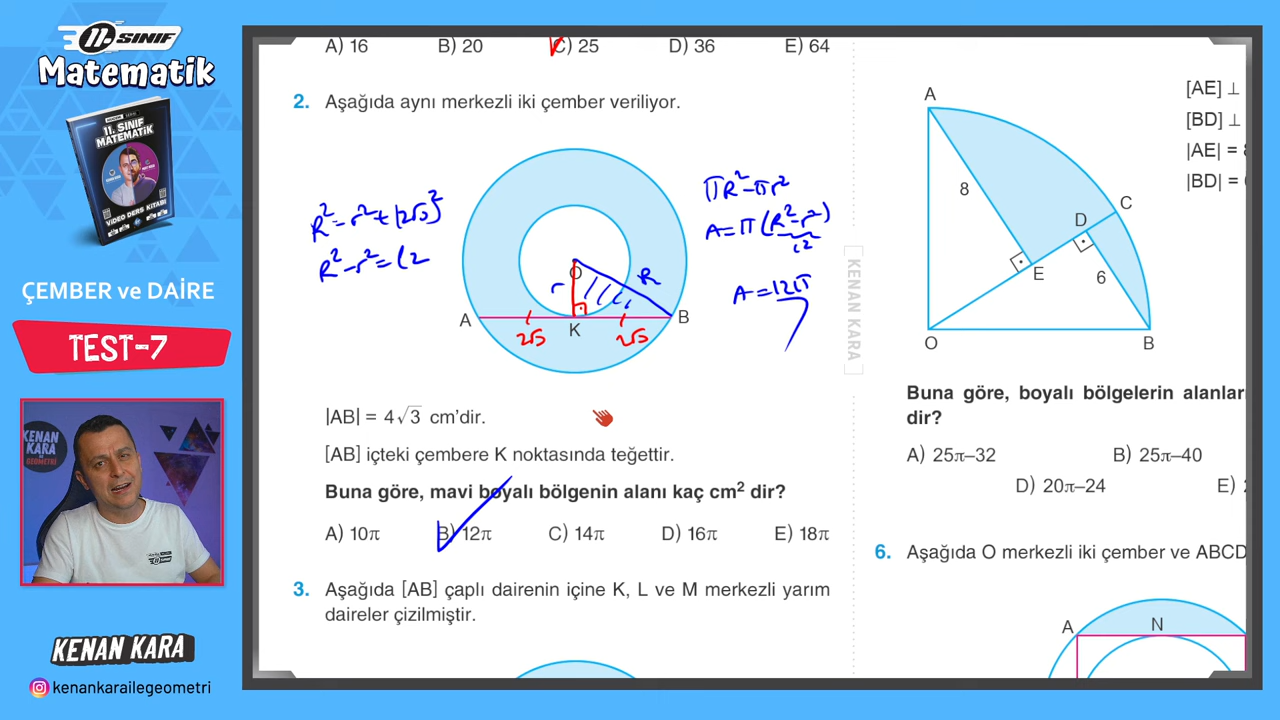 11. SINIF
Matematik
11. SINIF
MATEMATİK
VİDEO DERS KİTABI
ÇEMBER ve DAİRE
TEST-7
KENAN
KARA
GEOMETRİ
KENAN KARA
kenankarailegeometri
A) 16 B) 20 C) 25 D) 36 E) 64
2. Aşağıda aynı merkezli iki çember veriliyor.
R² = r² + (2√3)²
R² - r² = 12
πR² - πr²
A = π(R² - r²)
12
A = 12π
O
r
R
A
K
B
2√3
2√3
|AB| = 4√3 cm'dir.
[AB] içteki çembere K noktasında teğettir.
Buna göre, mavi boyalı bölgenin alanı kaç cm² dir?
A) 10π B) 12π C) 14π D) 16π E) 18π
3. Aşağıda [AB] çaplı dairenin içine K, L ve M merkezli yarım
daireler çizilmiştir.
KENAN KARA
A
8
C
D
E
6
O
B
[AE] ⊥
[BD] ⊥
|AE| = 8
|BD| =
Buna göre, boyalı bölgelerin alanlar
dir?
A) 25π–32 B) 25π–40
D) 20π–24 E)
6. Aşağıda O merkezli iki çember ve ABCD
A
N